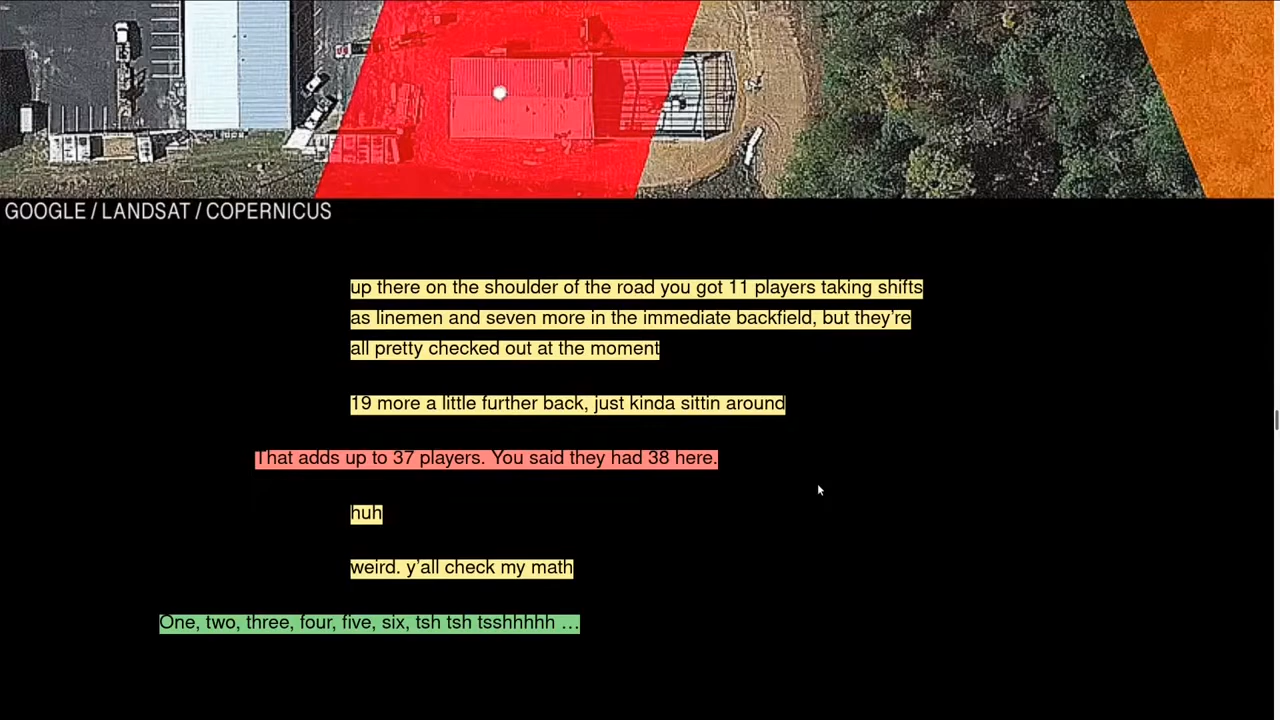 GOOGLE / LANDSAT / COPERNICUS
up there on the shoulder of the road you got 11 players taking shifts
as linemen and seven more in the immediate backfield, but they're
all pretty checked out at the moment
19 more a little further back, just kinda sittin around
That adds up to 37 players. You said they had 38 here.
huh
weird. y'all check my math
One, two, three, four, five, six, tsh tsh tsshhhhh …